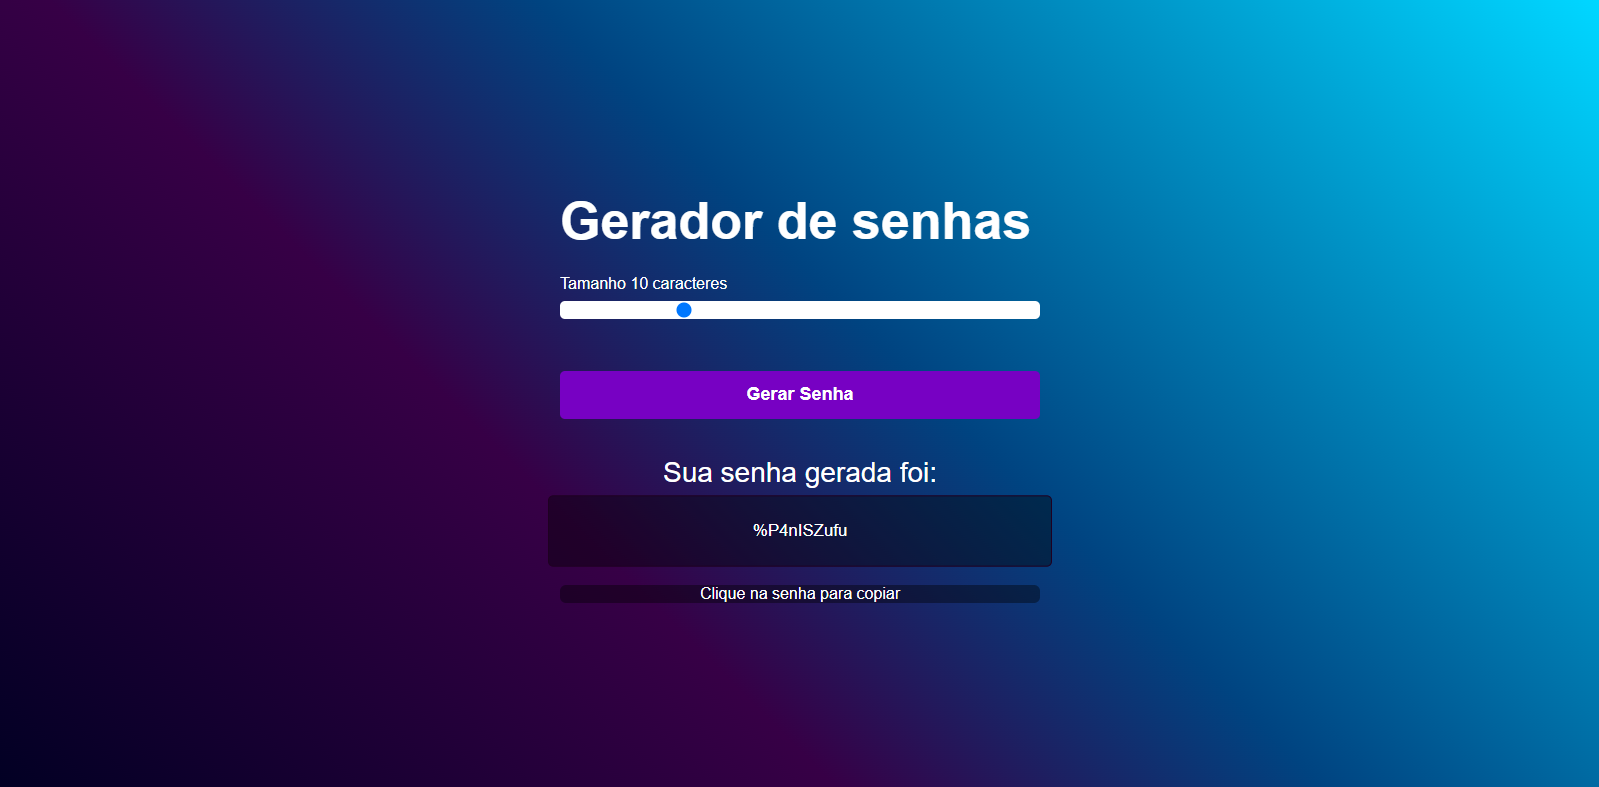 Gerador de senhas
Tamanho 10 caracteres
Gerar Senha
Sua senha gerada foi:
%P4nISZufu
Clique na senha para copiar